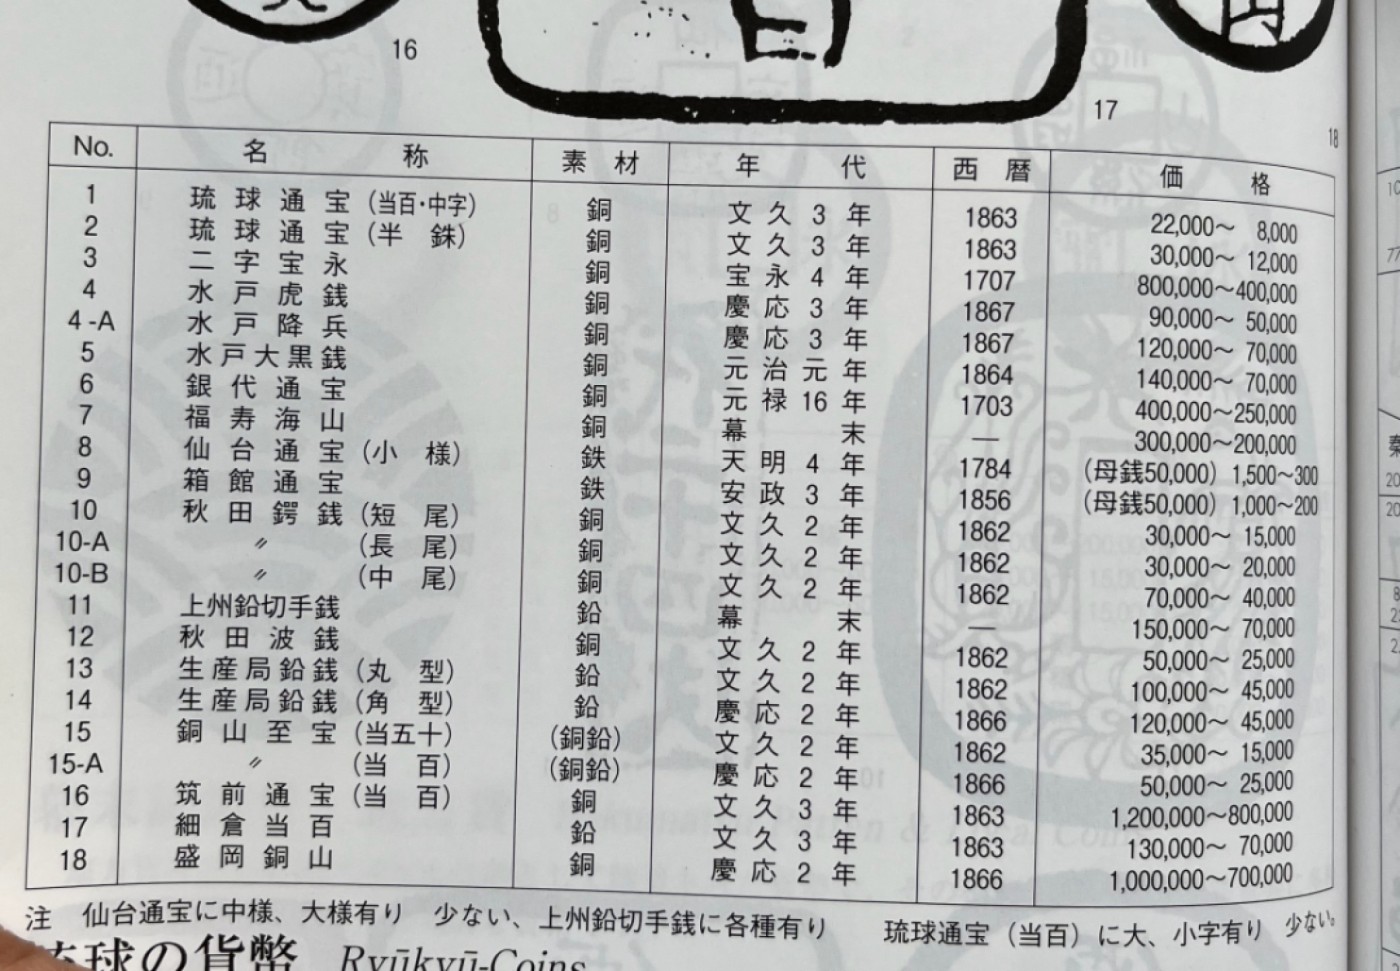 16
17
18
No. 名称 素材 年代 西暦 価格
1 琉球通宝(当百・中字) 銅 文久3年 1863 22,000～ 8,000
2 琉球通宝(半銖) 銅 文久3年 1863 30,000～ 12,000
3 二字宝永 銅 宝永4年 1707 800,000～400,000
4 水戸虎銭 銅 慶応3年 1867 90,000～ 50,000
4-A 水戸降兵 銅 慶応3年 1867 120,000～ 70,000
5 水戸大黒銭 銅 元治元年 1864 140,000～ 70,000
6 銀代通宝 銅 元禄16年 1703 400,000～250,000
7 福寿海山 銅 幕末 — 300,000～200,000
8 仙台通宝(小様) 鉄 天明4年 1784 (母銭50,000) 1,500～300
9 箱館通宝 鉄 安政3年 1856 (母銭50,000) 1,000～200
10 秋田鍔銭(短尾) 銅 文久2年 1862 30,000～ 15,000
10-A 〃 (長尾) 銅 文久2年 1862 30,000～ 20,000
10-B 〃 (中尾) 銅 文久2年 1862 70,000～ 40,000
11 上州鉛切手銭 鉛 幕末 — 150,000～ 70,000
12 秋田波銭 銅 文久2年 1862 50,000～ 25,000
13 生産局鉛銭(丸型) 鉛 文久2年 1862 100,000～ 45,000
14 生産局鉛銭(角型) 鉛 慶応2年 1866 120,000～ 45,000
15 銅山至宝(当五十) (銅鉛) 文久2年 1862 35,000～ 15,000
15-A 〃 (当百) (銅鉛) 慶応2年 1866 50,000～ 25,000
16 筑前通宝(当百) 銅 文久3年 1863 1,200,000～800,000
17 細倉当百 鉛 文久3年 1863 130,000～ 70,000
18 盛岡銅山 銅 慶応2年 1866 1,000,000～700,000
注 仙台通宝に中様、大様有り 少ない、上州鉛切手銭に各種有り 琉球通宝(当百)に大、小字有り 少ない。
球の貨幣 Ryūkyū-Coins